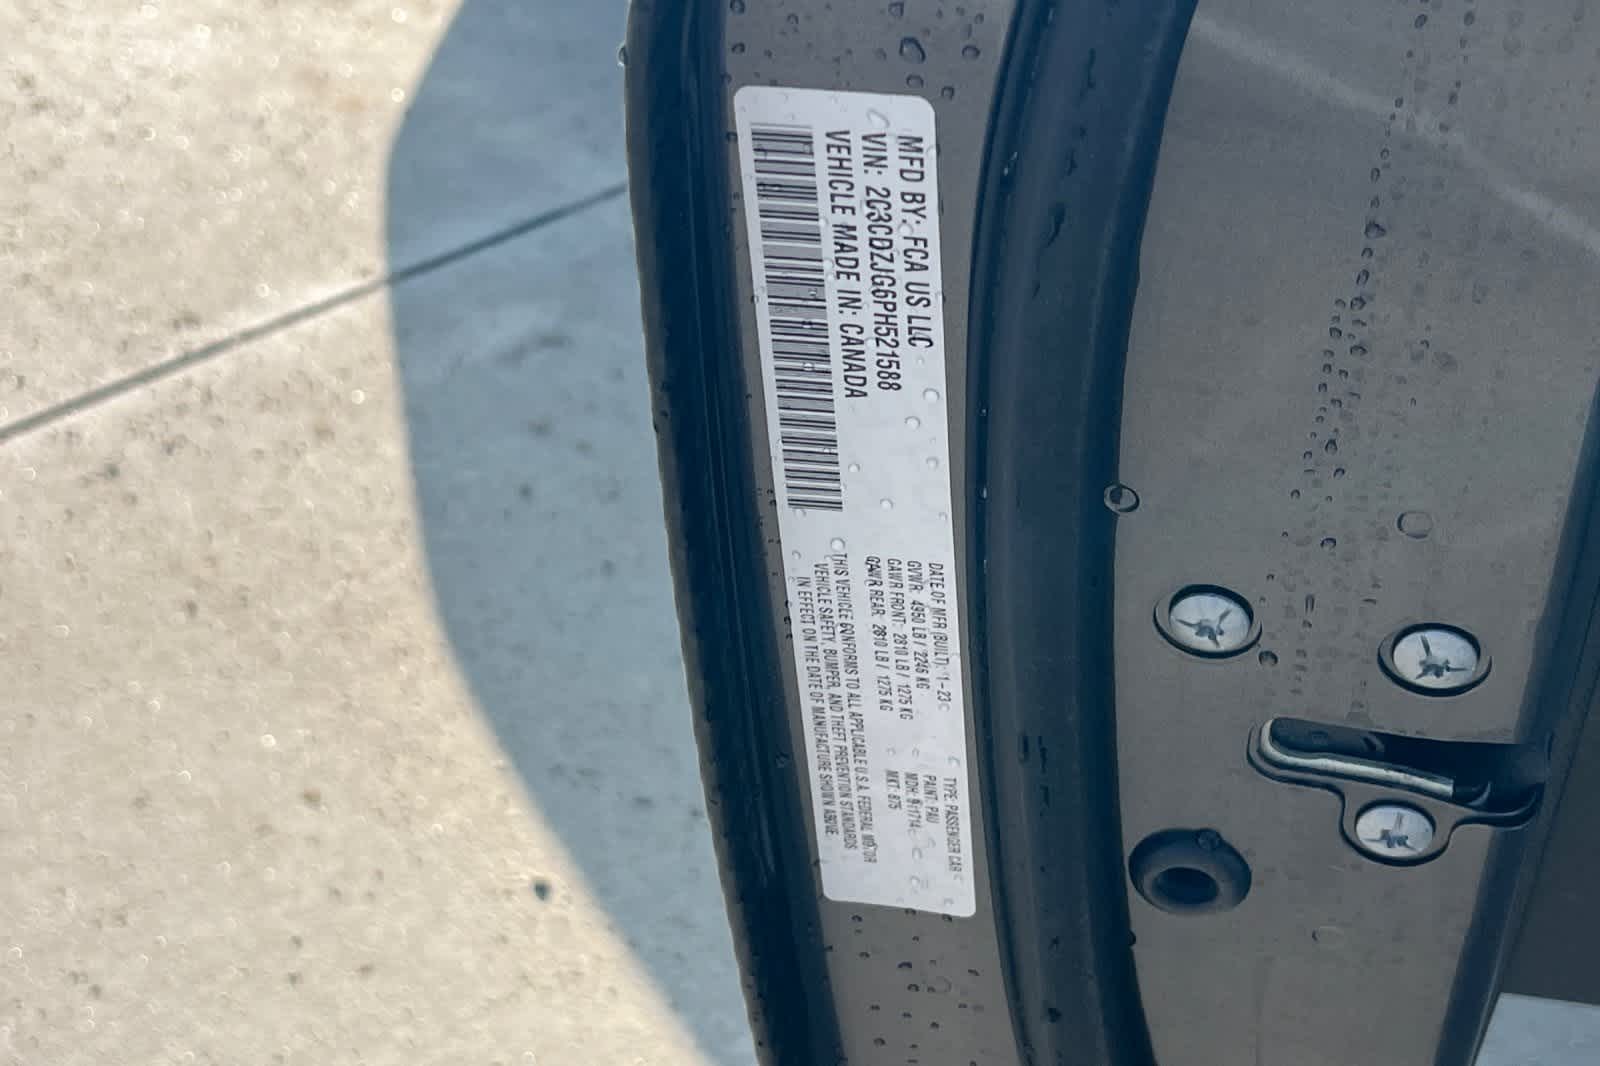 MFD BY: FCA US LLC
VIN: 2C3CDZJG6PH521588
VEHICLE MADE IN: CANADA
DATE OF MFR (BUILT): 1-23
GVWR: 4950 LB / 2245 KG
GAWR FRONT: 2810 LB / 1275 KG
GAWR REAR: 2810 LB / 1275 KG
THIS VEHICLE CONFORMS TO ALL APPLICABLE U.S.A. FEDERAL MOTOR
VEHICLE SAFETY, BUMPER, AND THEFT PREVENTION STANDARDS
IN EFFECT ON THE DATE OF MANUFACTURE SHOWN ABOVE.
TYPE: PASSENGER CAR
PAINT: PAU
MDH:
MKT: 875